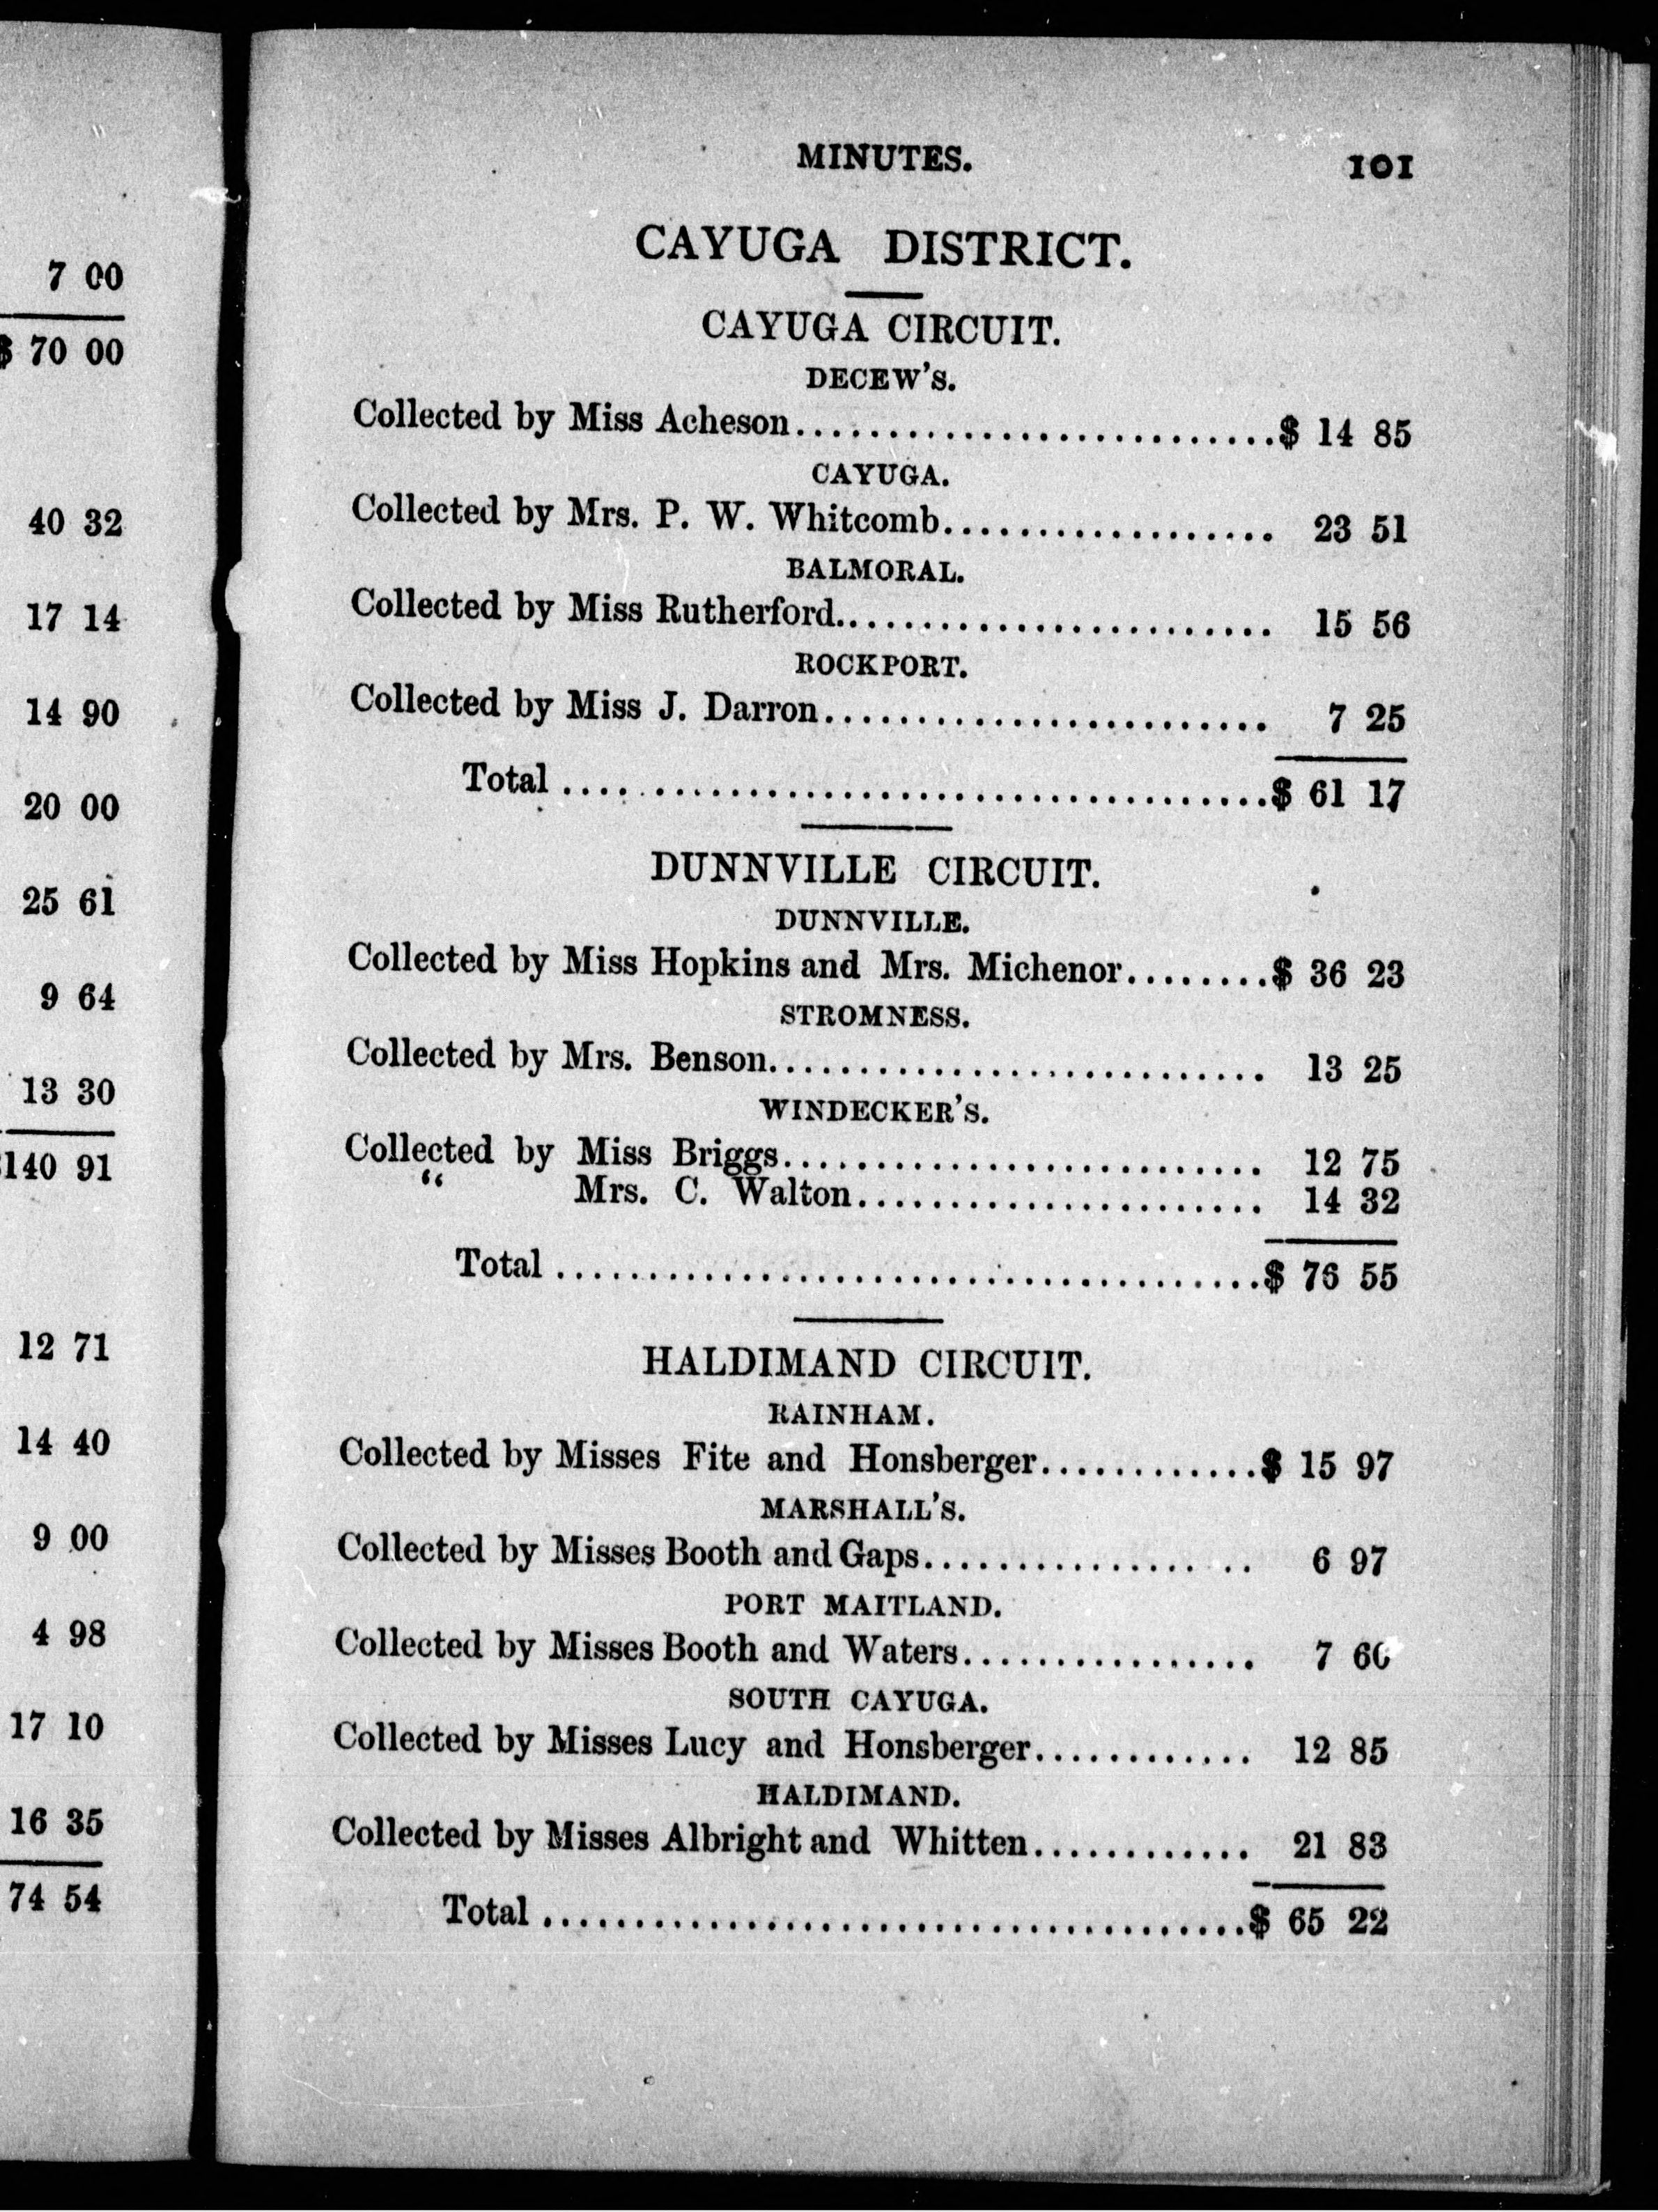 7 00
$ 70 00
40 32
17 14
14 90
20 00
25 61
9 64
13 30
140 91
12 71
14 40
9 00
4 98
17 10
16 35
74 54
MINUTES. 101
CAYUGA DISTRICT.
CAYUGA CIRCUIT.
DECEW'S.
Collected by Miss Acheson..........................$ 14 85
CAYUGA.
Collected by Mrs. P. W. Whitcomb.................. 23 51
BALMORAL.
Collected by Miss Rutherford........................ 15 56
ROCKPORT.
Collected by Miss J. Darron........................ 7 25
Total ......................................$ 61 17
DUNNVILLE CIRCUIT.
DUNNVILLE.
Collected by Miss Hopkins and Mrs. Michenor........$ 36 23
STROMNESS.
Collected by Mrs. Benson........................... 13 25
WINDECKER'S.
Collected by Miss Briggs.......................... 12 75
" Mrs. C. Walton...................... 14 32
Total ......................................$ 76 55
HALDIMAND CIRCUIT.
RAINHAM.
Collected by Misses Fite and Honsberger............$ 15 97
MARSHALL'S.
Collected by Misses Booth and Gaps................. 6 97
PORT MAITLAND.
Collected by Misses Booth and Waters................ 7 60
SOUTH CAYUGA.
Collected by Misses Lucy and Honsberger............ 12 85
HALDIMAND.
Collected by Misses Albright and Whitten............ 21 83
Total ......................................$ 65 22